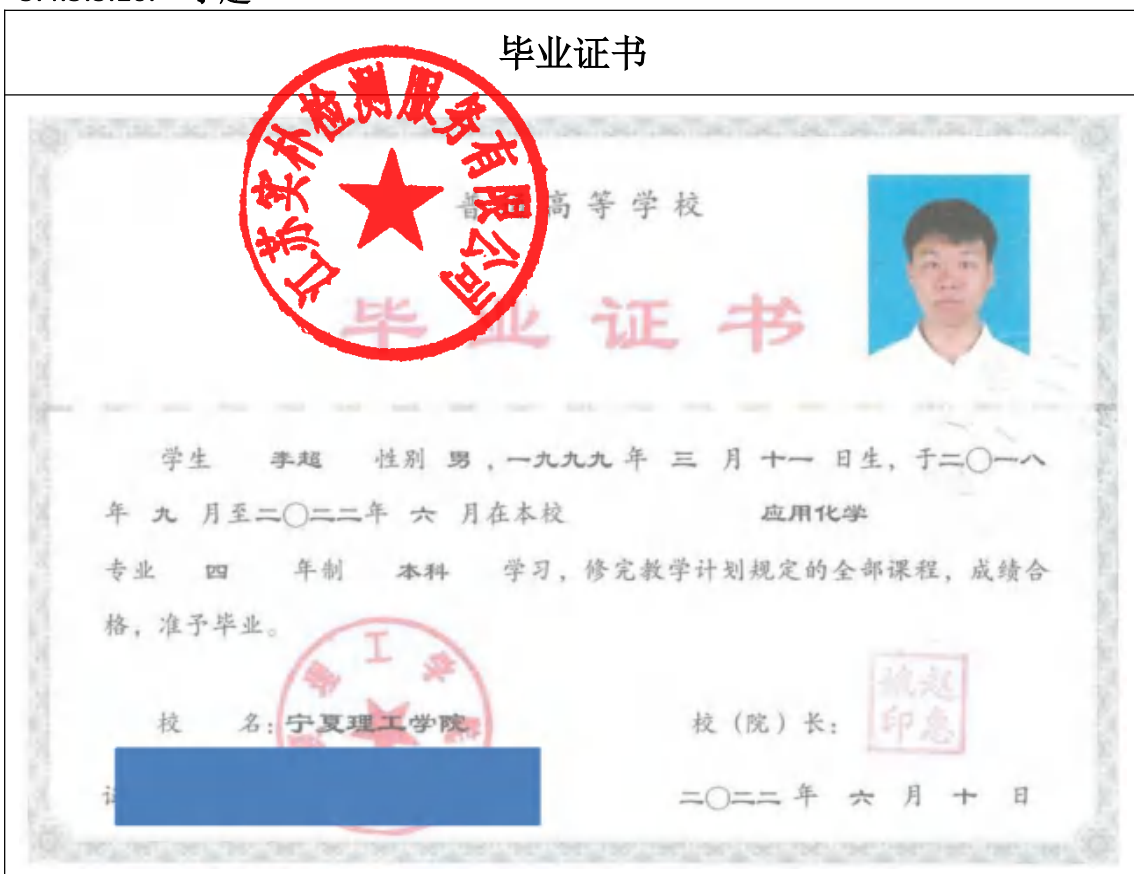 毕业证书
江苏实朴检测服务有限公司
普通高等学校
毕业证书
学生 李超 性别 男，一九九九年 三 月 十一 日生，于二〇一八
年 九 月至二〇二二年 六 月在本校 应用化学
专业 四 年制 本科 学习，修完教学计划规定的全部课程，成绩合
格，准予毕业。
校 名：宁夏理工学院
校（院）长：
二〇二二年 六 月 十 日